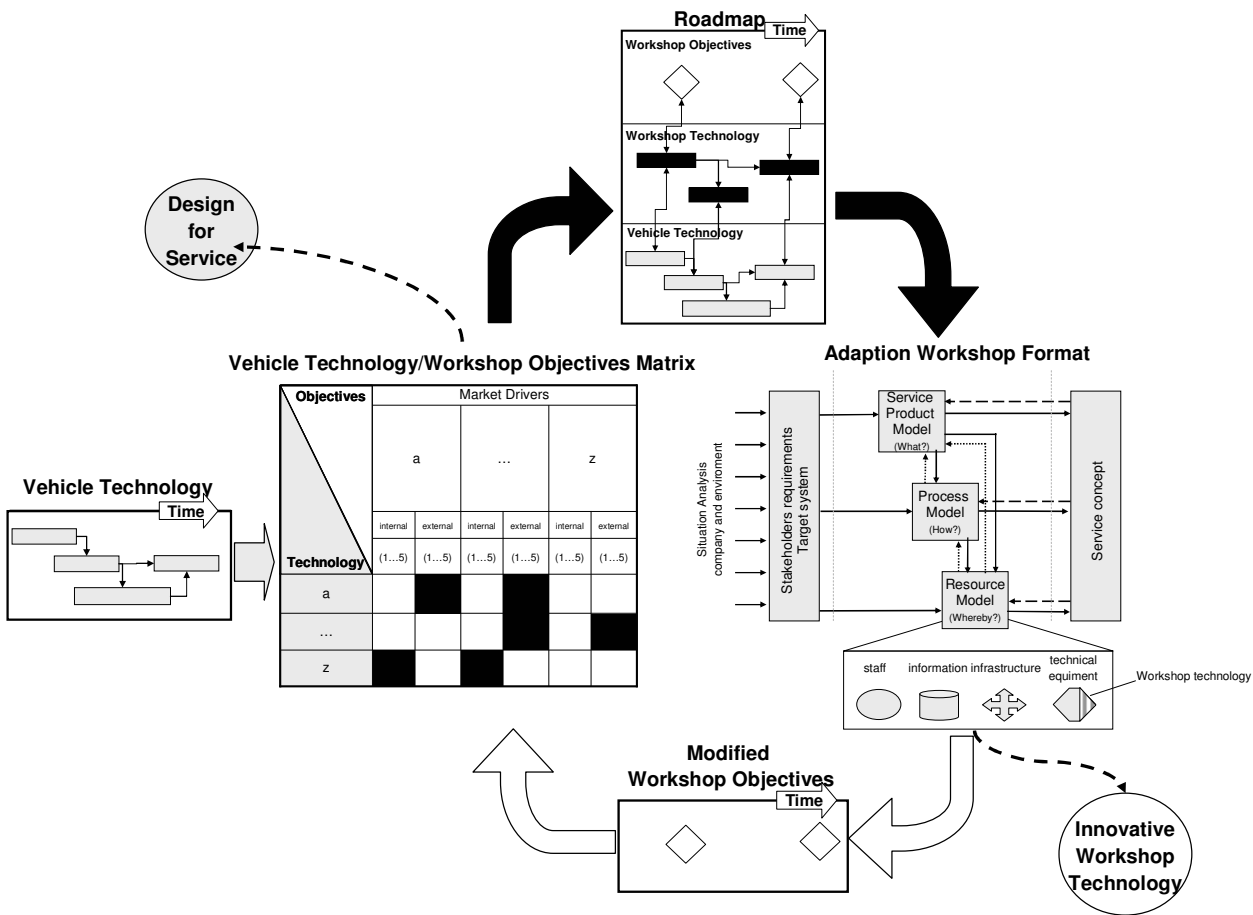 Roadmap
Time
Workshop Objectives
Workshop Technology
Vehicle Technology
Design
for
Service
Vehicle Technology/Workshop Objectives Matrix
Objectives
Market Drivers
a
...
z
internal
external
internal
external
internal
external
Technology
(1...5)
(1...5)
(1...5)
(1...5)
(1...5)
(1...5)
a
...
z
Vehicle Technology
Time
Adaption Workshop Format
Situation Analysis
company and enviroment
Stakeholders requirements
Target system
Service
Product
Model
(What?)
Process
Model
(How?)
Resource
Model
(Whereby?)
Service concept
staff
information
infrastructure
technical
equiment
Workshop technology
Modified
Workshop Objectives
Time
Innovative
Workshop
Technology